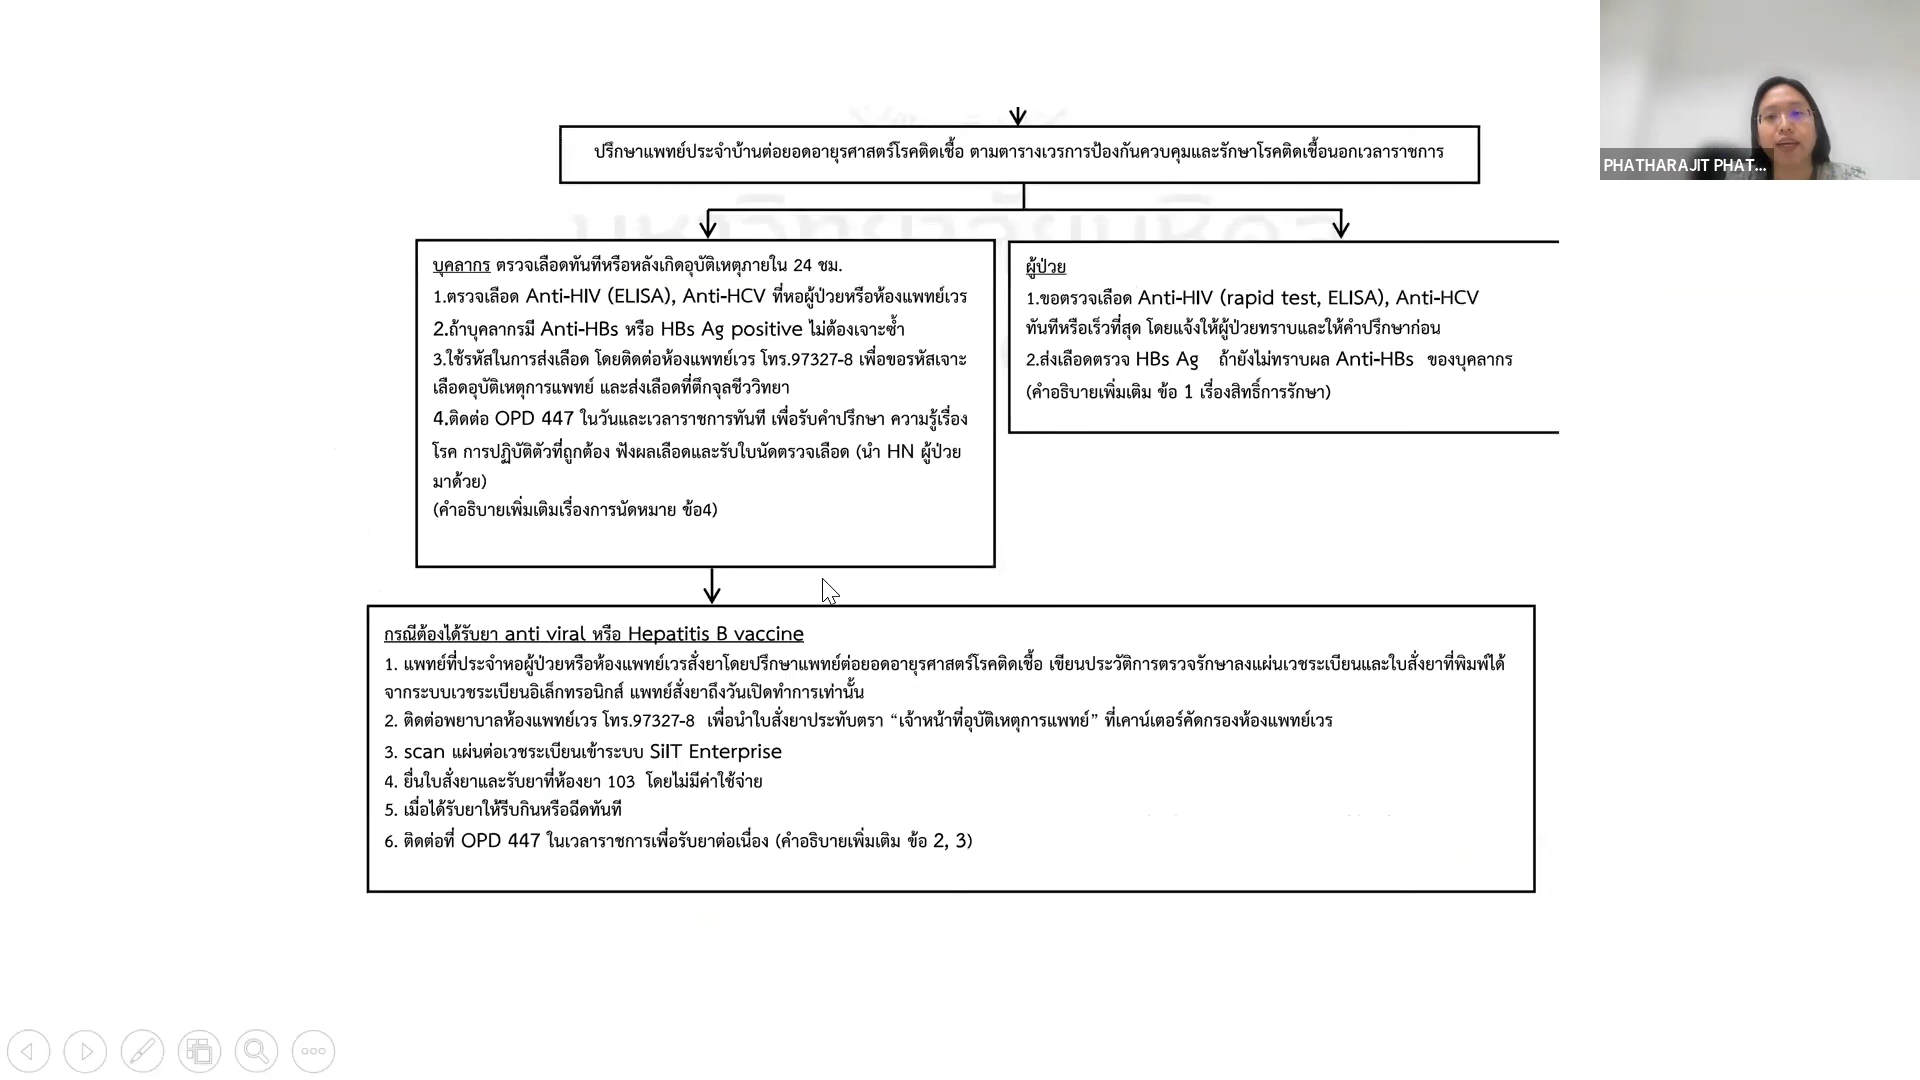 PHATHARAJIT PHAT...
ปรึกษาแพทย์ประจำบ้านต่อยอดอายุรศาสตร์โรคติดเชื้อ ตามตารางเวรการป้องกันควบคุมและรักษาโรคติดเชื้อนอกเวลาราชการ
บุคลากร ตรวจเลือดทันทีหรือหลังเกิดอุบัติเหตุภายใน 24 ชม.
1.ตรวจเลือด Anti-HIV (ELISA), Anti-HCV ที่หอผู้ป่วยหรือห้องแพทย์เวร
2.ถ้าบุคลากรมี Anti-HBs หรือ HBs Ag positive ไม่ต้องเจาะซ้ำ
3.ใช้รหัสในการส่งเลือด โดยติดต่อห้องแพทย์เวร โทร.97327-8 เพื่อขอรหัสเจาะ
เลือดอุบัติเหตุการแพทย์ และส่งเลือดที่ตึกจุลชีววิทยา
4.ติดต่อ OPD 447 ในวันและเวลาราชการทันที เพื่อรับคำปรึกษา ความรู้เรื่อง
โรค การปฏิบัติตัวที่ถูกต้อง ฟังผลเลือดและรับใบนัดตรวจเลือด (นำ HN ผู้ป่วย
มาด้วย)
(คำอธิบายเพิ่มเติมเรื่องการนัดหมาย ข้อ4)
ผู้ป่วย
1.ขอตรวจเลือด Anti-HIV (rapid test, ELISA), Anti-HCV
ทันทีหรือเร็วที่สุด โดยแจ้งให้ผู้ป่วยทราบและให้คำปรึกษาก่อน
2.ส่งเลือดตรวจ HBs Ag ถ้ายังไม่ทราบผล Anti-HBs ของบุคลากร
(คำอธิบายเพิ่มเติม ข้อ 1 เรื่องสิทธิ์การรักษา)
กรณีต้องได้รับยา anti viral หรือ Hepatitis B vaccine
1. แพทย์ที่ประจำหอผู้ป่วยหรือห้องแพทย์เวรสั่งยาโดยปรึกษาแพทย์ต่อยอดอายุรศาสตร์โรคติดเชื้อ เขียนประวัติการตรวจรักษาลงแผ่นเวชระเบียนและใบสั่งยาที่พิมพ์ได้
จากระบบเวชระเบียนอิเล็กทรอนิกส์ แพทย์สั่งยาถึงวันเปิดทำการเท่านั้น
2. ติดต่อพยาบาลห้องแพทย์เวร โทร.97327-8 เพื่อนำใบสั่งยาประทับตรา “เจ้าหน้าที่อุบัติเหตุการแพทย์” ที่เคาน์เตอร์คัดกรองห้องแพทย์เวร
3. scan แผ่นต่อเวชระเบียนเข้าระบบ SiIT Enterprise
4. ยื่นใบสั่งยาและรับยาที่ห้องยา 103 โดยไม่มีค่าใช้จ่าย
5. เมื่อได้รับยาให้รีบกินหรือฉีดทันที
6. ติดต่อที่ OPD 447 ในเวลาราชการเพื่อรับยาต่อเนื่อง (คำอธิบายเพิ่มเติม ข้อ 2, 3)